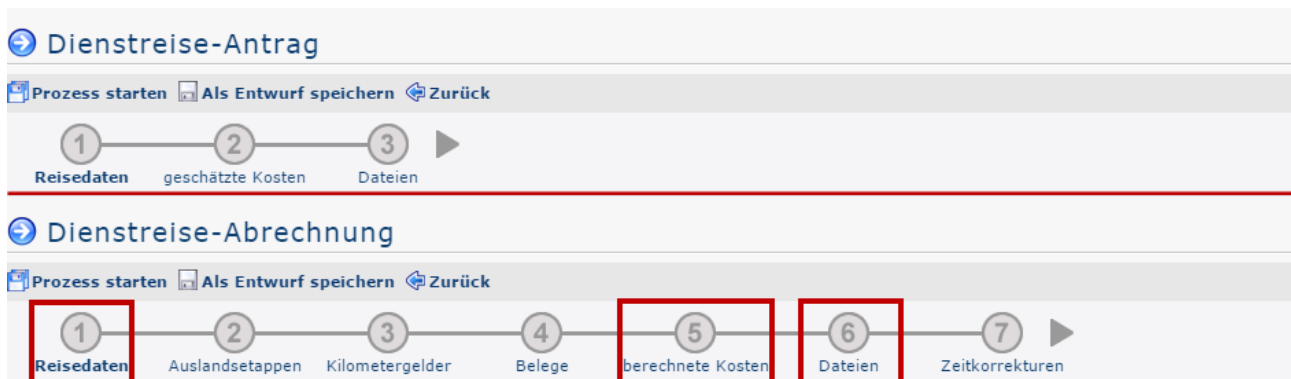 Dienstreise-Antrag
Prozess starten Als Entwurf speichern Zurück
1 2 3
Reisedaten geschätzte Kosten Dateien
Dienstreise-Abrechnung
Prozess starten Als Entwurf speichern Zurück
1 2 3 4 5 6 7
Reisedaten Auslandsetappen Kilometergelder Belege berechnete Kosten Dateien Zeitkorrekturen